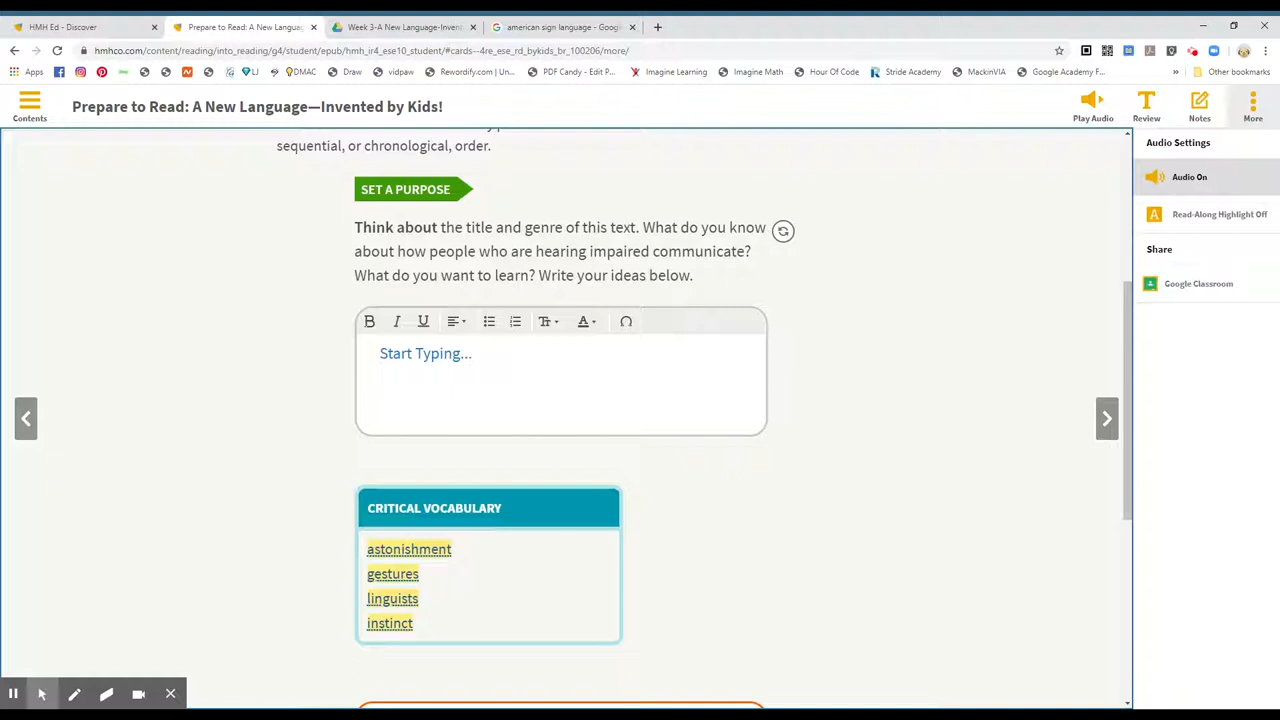 HMH Ed - Discover
Prepare to Read: A New Langua
Week 3-A New Language-Inven
american sign language - Goog
hmhco.com/content/reading/into_reading/g4/student/epub/hmh_ir4_ese10_student/#cards--4re_ese_rd_bykids_br_100206/more/
Apps
LJ
DMAC
Draw
vidpaw
Rewordify.com | Un...
PDF Candy - Edit P...
Imagine Learning
Imagine Math
Hour Of Code
Stride Academy
MackinVIA
Google Academy F...
»
Other bookmarks
Contents
Prepare to Read: A New Language—Invented by Kids!
Play Audio
Review
Notes
More
sequential, or chronological, order.
SET A PURPOSE
Think about the title and genre of this text. What do you know
about how people who are hearing impaired communicate?
What do you want to learn? Write your ideas below.
B I U
Start Typing...
CRITICAL VOCABULARY
astonishment
gestures
linguists
instinct
Audio Settings
Audio On
Read-Along Highlight Off
Share
Google Classroom